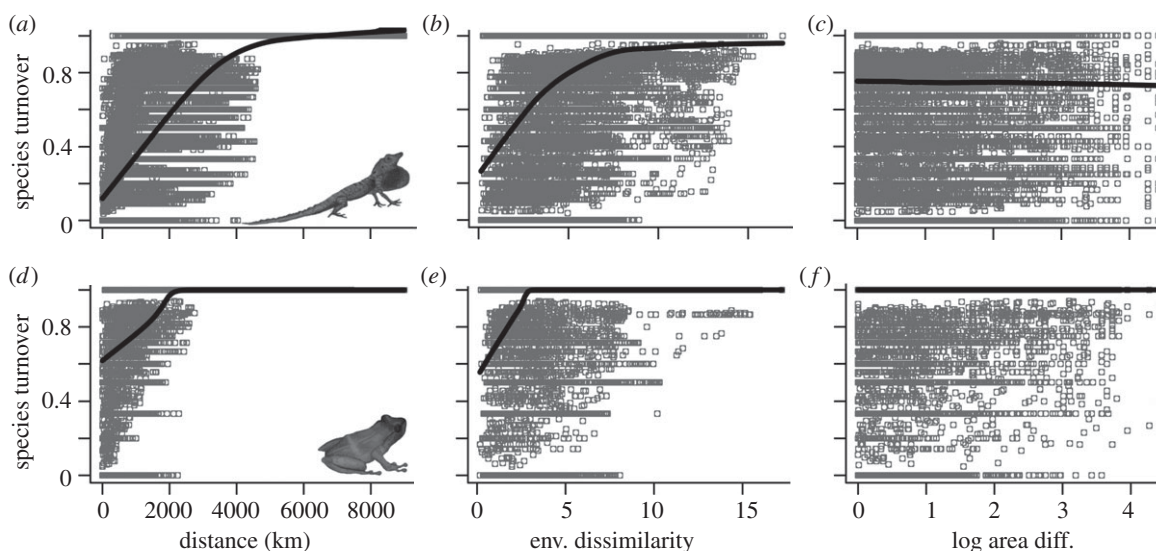 (a) (b) (c)
species turnover
0.8
0.4
0
(d) (e) (f)
species turnover
0.8
0.4
0
0 2000 4000 6000 8000 0 5 10 15 0 1 2 3 4
distance (km) env. dissimilarity log area diff.